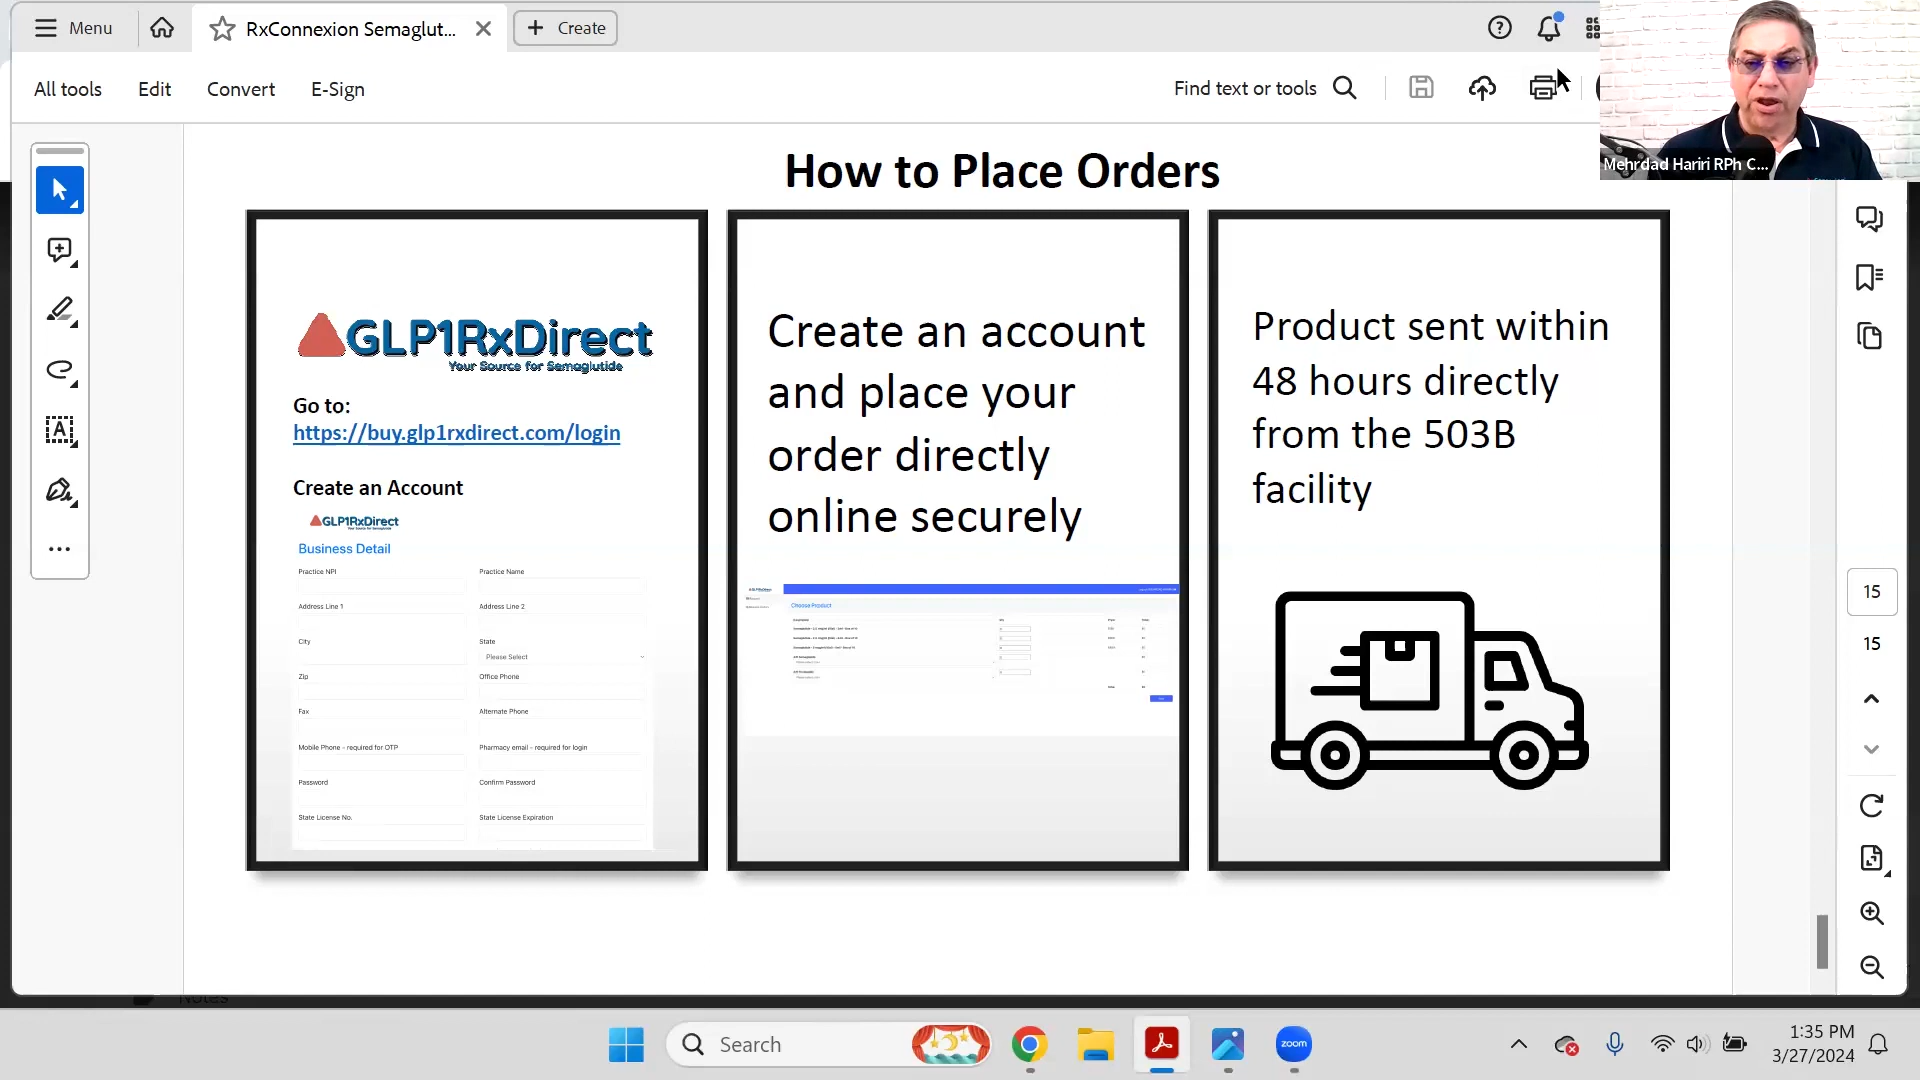 Menu
RxConnexion Semaglut...
Create
All tools
Edit
Convert
E-Sign
Find text or tools
Mehrdad Hariri RPh C...
How to Place Orders
GLP1RxDirect
Your Source for Semaglutide
Go to:
https://buy.glp1rxdirect.com/login
Create an Account
GLP1RxDirect
Business Detail
Practice NPI
Practice Name
Address Line 1
Address Line 2
City
State
Please Select
Zip
Office Phone
Fax
Alternate Phone
Mobile Phone - required for OTP
Pharmacy email - required for login
Password
Confirm Password
State License No.
State License Expiration
Create an account
and place your
order directly
online securely
Choose Product
Product sent within
48 hours directly
from the 503B
facility
15
15
Notes
Search
zoom
1:35 PM
3/27/2024